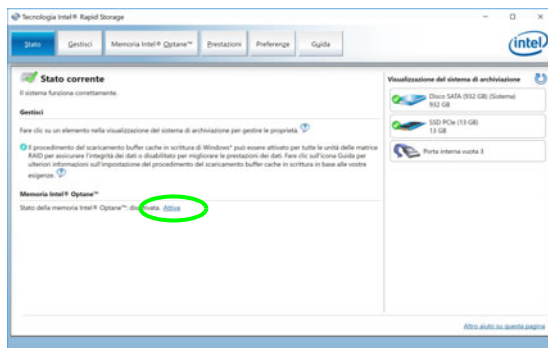 Tecnologia Intel® Rapid Storage
Stato
Gestisci
Memoria Intel® Optane™
Prestazioni
Preferenze
Guida
intel
Stato corrente
Il sistema funziona correttamente.
Gestisci
Fare clic su un elemento nella visualizzazione del sistema di archiviazione per gestire le proprietà.
Il procedimento del scaricamento buffer cache in scrittura di Windows* può essere attivato per tutte le unità delle matrice
RAID per assicurare l'integrità dei dati o disabilitato per migliorare le prestazioni dei dati. Fare clic sull'icona Guida per
ulteriori informazioni sull'impostazione del procedimento del scaricamento buffer cache in scrittura in base alle vostre
esigenze.
Memoria Intel® Optane™
Stato della memoria Intel® Optane™: disattivata. Attiva
Visualizzazione del sistema di archiviazione
Disco SATA (932 GB) (Sistema)
932 GB
SSD PCIe (13 GB)
13 GB
Porta interna vuota 3
Altro aiuto su questa pagina